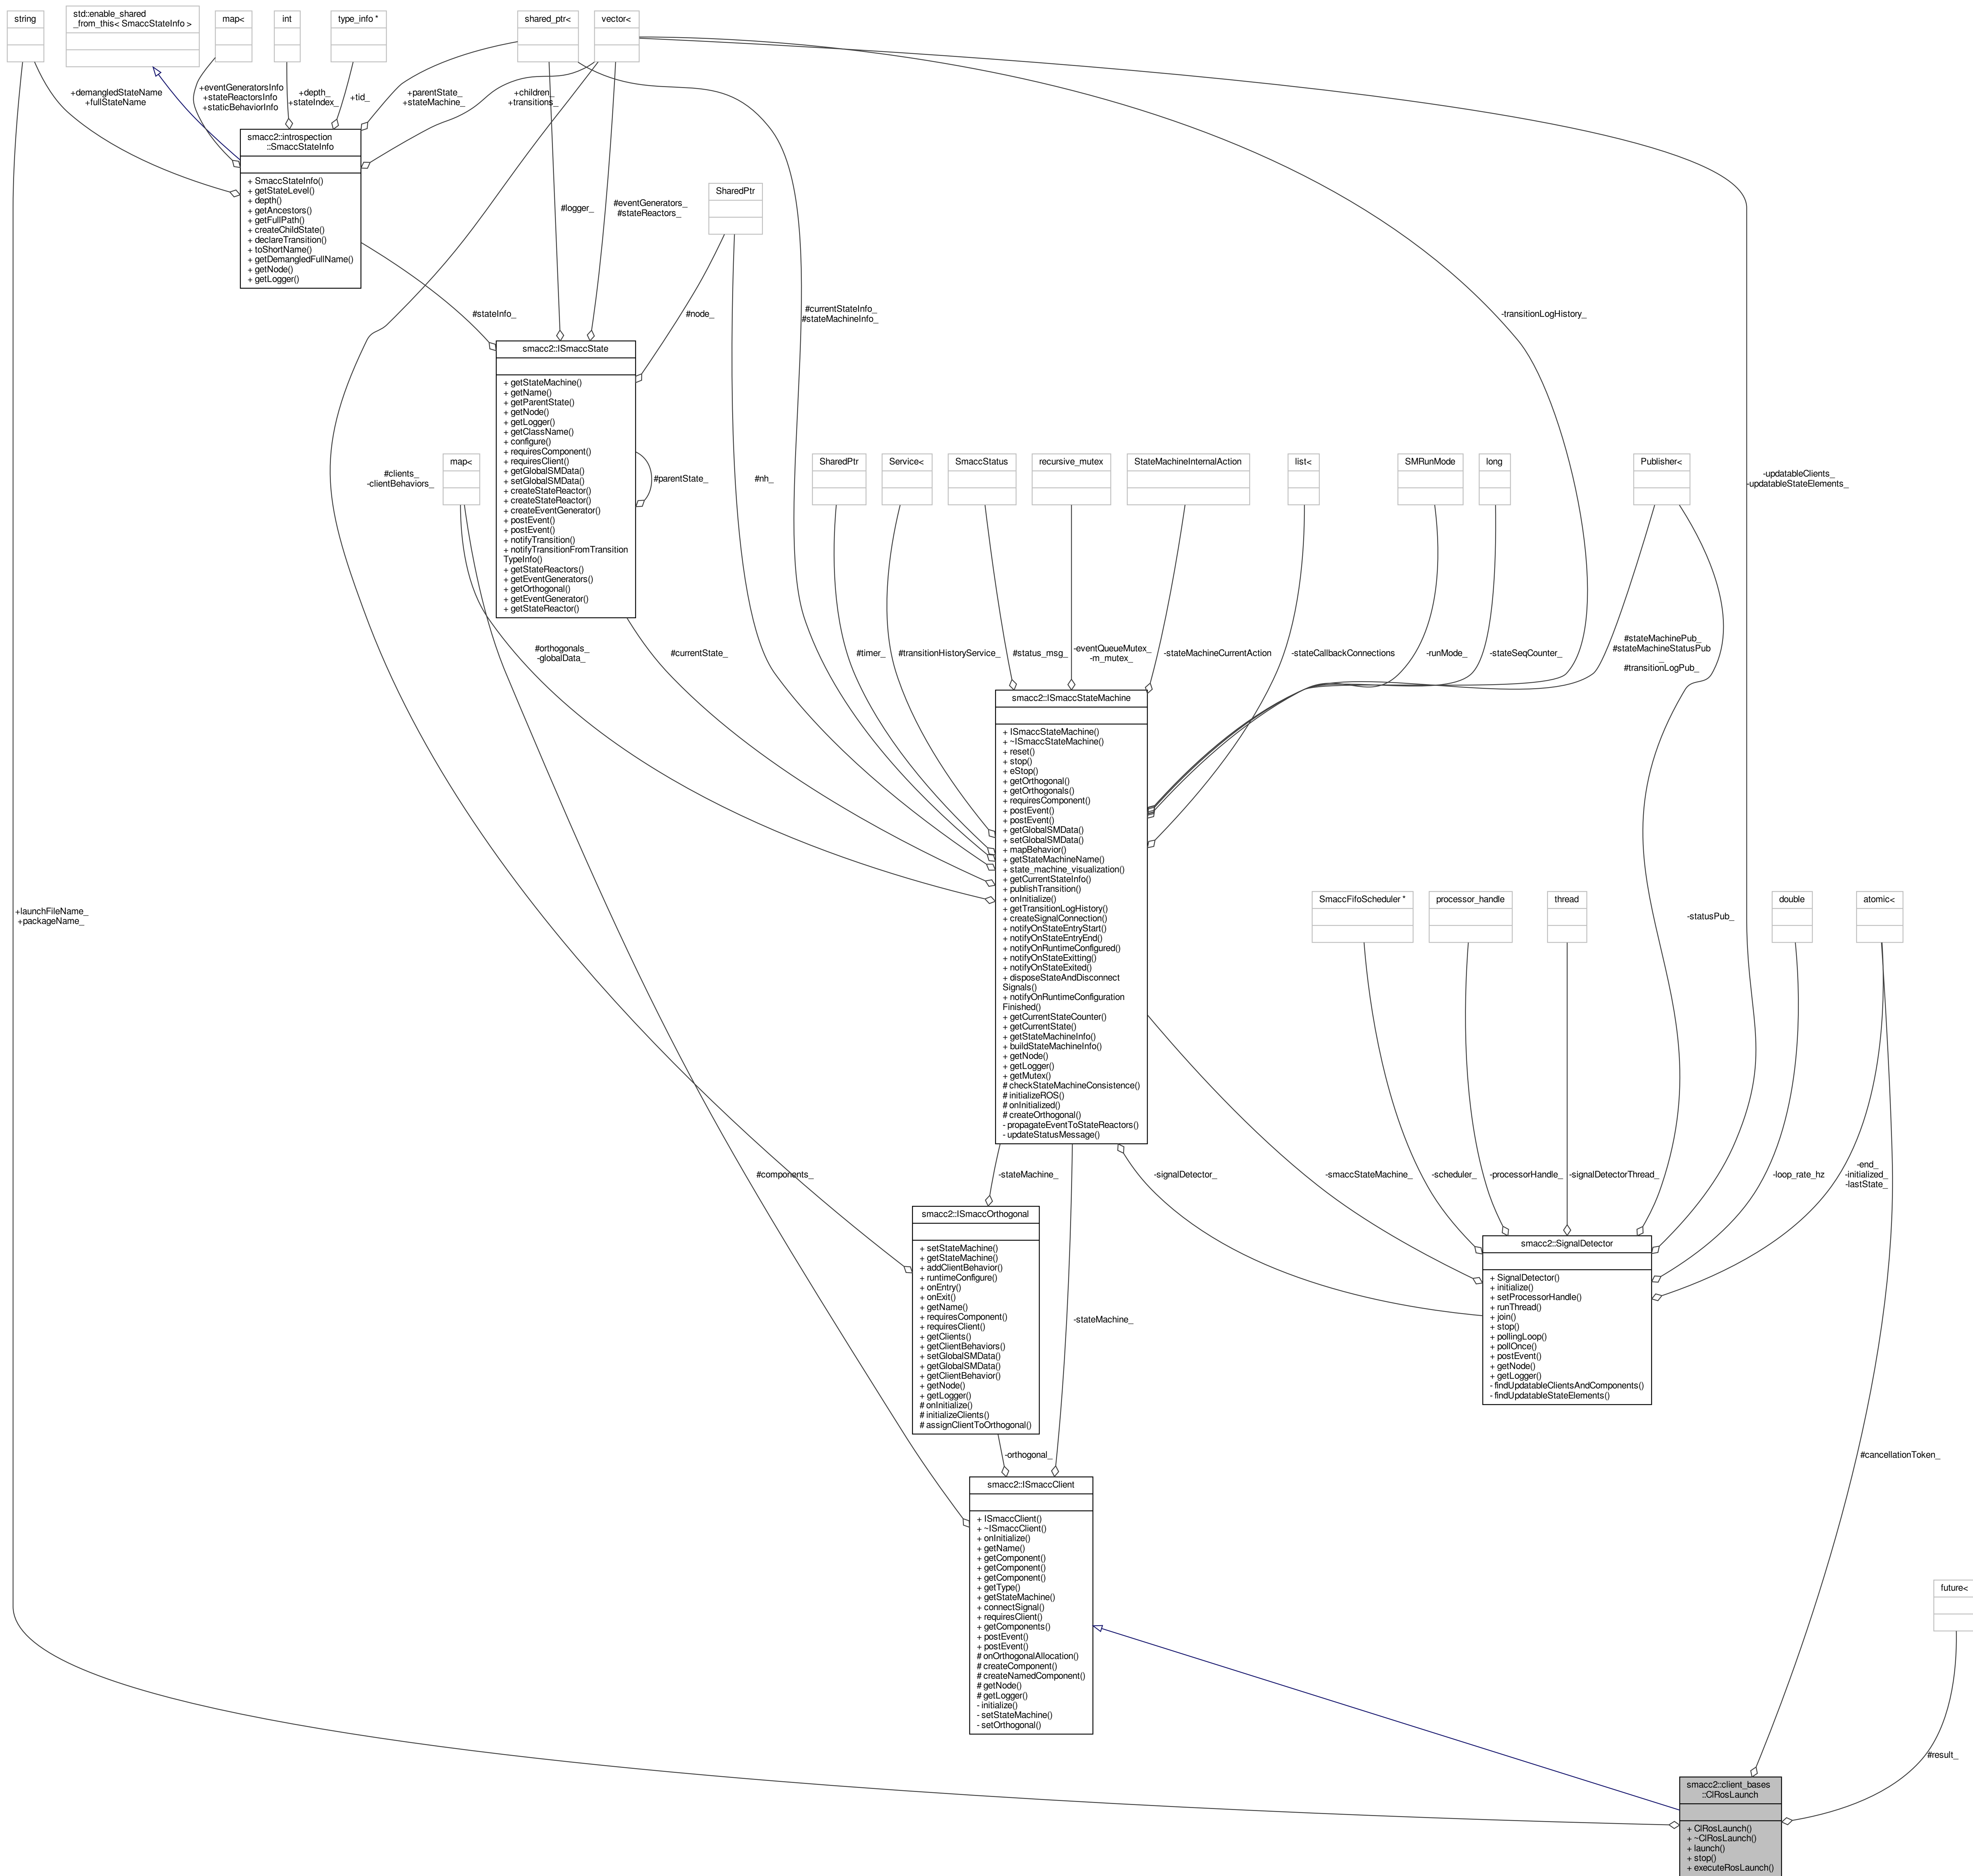 string
std::enable_shared
_from_this< SmaccStateInfo >
map<
int
type_info *
shared_ptr<
vector<
+demangledStateName
+fullStateName
+eventGeneratorsInfo
+stateReactorsInfo
+staticBehaviorInfo
+depth_
+stateIndex_
+tid_
+parentState_
+stateMachine_
+children_
+transitions_
smacc2::introspection
::SmaccStateInfo
+ SmaccStateInfo()
+ getStateLevel()
+ depth()
+ getAncestors()
+ getFullPath()
+ createChildState()
+ declareTransition()
+ toShortName()
+ getDemangledFullName()
+ getNode()
+ getLogger()
SharedPtr
#logger_
#eventGenerators_
#stateReactors_
#stateInfo_
#node_
#currentStateInfo_
#stateMachineInfo_
-transitionLogHistory_
smacc2::ISmaccState
+ getStateMachine()
+ getName()
+ getParentState()
+ getNode()
+ getLogger()
+ getClassName()
+ configure()
+ requiresComponent()
+ requiresClient()
+ getGlobalSMData()
+ setGlobalSMData()
+ createStateReactor()
+ createStateReactor()
+ createEventGenerator()
+ postEvent()
+ postEvent()
+ notifyTransition()
+ notifyTransitionFromTransition
TypeInfo()
+ getStateReactors()
+ getEventGenerators()
+ getOrthogonal()
+ getEventGenerator()
+ getStateReactor()
#parentState_
#clients_
-clientBehaviors_
map<
#nh_
SharedPtr
Service<
SmaccStatus
recursive_mutex
StateMachineInternalAction
list<
SMRunMode
long
Publisher<
-updatableClients_
-updatableStateElements_
#orthogonals_
-globalData_
#currentState_
#timer_
#transitionHistoryService_
#status_msg_
-eventQueueMutex_
-m_mutex_
-stateMachineCurrentAction
-stateCallbackConnections
-runMode_
-stateSeqCounter_
#stateMachinePub_
#stateMachineStatusPub
_
#transitionLogPub_
smacc2::ISmaccStateMachine
+ ISmaccStateMachine()
+ ~ISmaccStateMachine()
+ reset()
+ stop()
+ eStop()
+ getOrthogonal()
+ getOrthogonals()
+ requiresComponent()
+ postEvent()
+ postEvent()
+ getGlobalSMData()
+ setGlobalSMData()
+ mapBehavior()
+ getStateMachineName()
+ state_machine_visualization()
+ getCurrentStateInfo()
+ publishTransition()
+ onInitialize()
+ getTransitionLogHistory()
+ createSignalConnection()
+ notifyOnStateEntryStart()
+ notifyOnStateEntryEnd()
+ notifyOnRuntimeConfigured()
+ notifyOnStateExitting()
+ notifyOnStateExited()
+ disposeStateAndDisconnect
Signals()
+ notifyOnRuntimeConfiguration
Finished()
+ getCurrentStateCounter()
+ getCurrentState()
+ getStateMachineInfo()
+ buildStateMachineInfo()
+ getNode()
+ getLogger()
+ getMutex()
# checkStateMachineConsistence()
# initializeROS()
# onInitialized()
# createOrthogonal()
- propagateEventToStateReactors()
- updateStatusMessage()
+launchFileName_
+packageName_
SmaccFifoScheduler *
processor_handle
thread
double
atomic<
-statusPub_
#components_
-stateMachine_
-signalDetector_
-smaccStateMachine_
-scheduler_
-processorHandle_
-signalDetectorThread_
-loop_rate_hz
-end_
-initialized_
-lastState_
smacc2::ISmaccOrthogonal
+ setStateMachine()
+ getStateMachine()
+ addClientBehavior()
+ runtimeConfigure()
+ onEntry()
+ onExit()
+ getName()
+ requiresComponent()
+ requiresClient()
+ getClients()
+ getClientBehaviors()
+ setGlobalSMData()
+ getGlobalSMData()
+ getClientBehavior()
+ getNode()
+ getLogger()
# onInitialize()
# initializeClients()
# assignClientToOrthogonal()
-stateMachine_
smacc2::SignalDetector
+ SignalDetector()
+ initialize()
+ setProcessorHandle()
+ runThread()
+ join()
+ stop()
+ pollingLoop()
+ pollOnce()
+ postEvent()
+ getNode()
+ getLogger()
- findUpdatableClientsAndComponents()
- findUpdatableStateElements()
-orthogonal_
#cancellationToken_
smacc2::ISmaccClient
+ ISmaccClient()
+ ~ISmaccClient()
+ onInitialize()
+ getName()
+ getComponent()
+ getComponent()
+ getComponent()
+ getType()
+ getStateMachine()
+ connectSignal()
+ requiresClient()
+ getComponents()
+ postEvent()
+ postEvent()
# onOrthogonalAllocation()
# createComponent()
# createNamedComponent()
# getNode()
# getLogger()
- initialize()
- setStateMachine()
- setOrthogonal()
future<
#result_
smacc2::client_bases
::ClRosLaunch
+ ClRosLaunch()
+ ~ClRosLaunch()
+ launch()
+ stop()
+ executeRosLaunch()